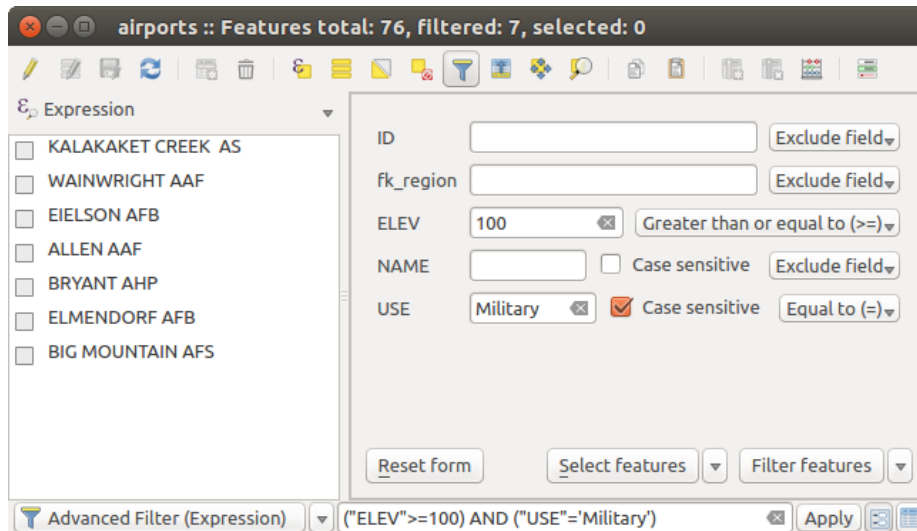 airports :: Features total: 76, filtered: 7, selected: 0
Expression
KALAKAKET CREEK  AS
WAINWRIGHT AAF
EIELSON AFB
ALLEN AAF
BRYANT AHP
ELMENDORF AFB
BIG MOUNTAIN AFS
ID Exclude field
fk_region Exclude field
ELEV 100 Greater than or equal to (>=)
NAME Case sensitive Exclude field
USE Military Case sensitive Equal to (=)
Reset form Select features Filter features
Advanced Filter (Expression) ("ELEV">=100) AND ("USE"='Military') Apply